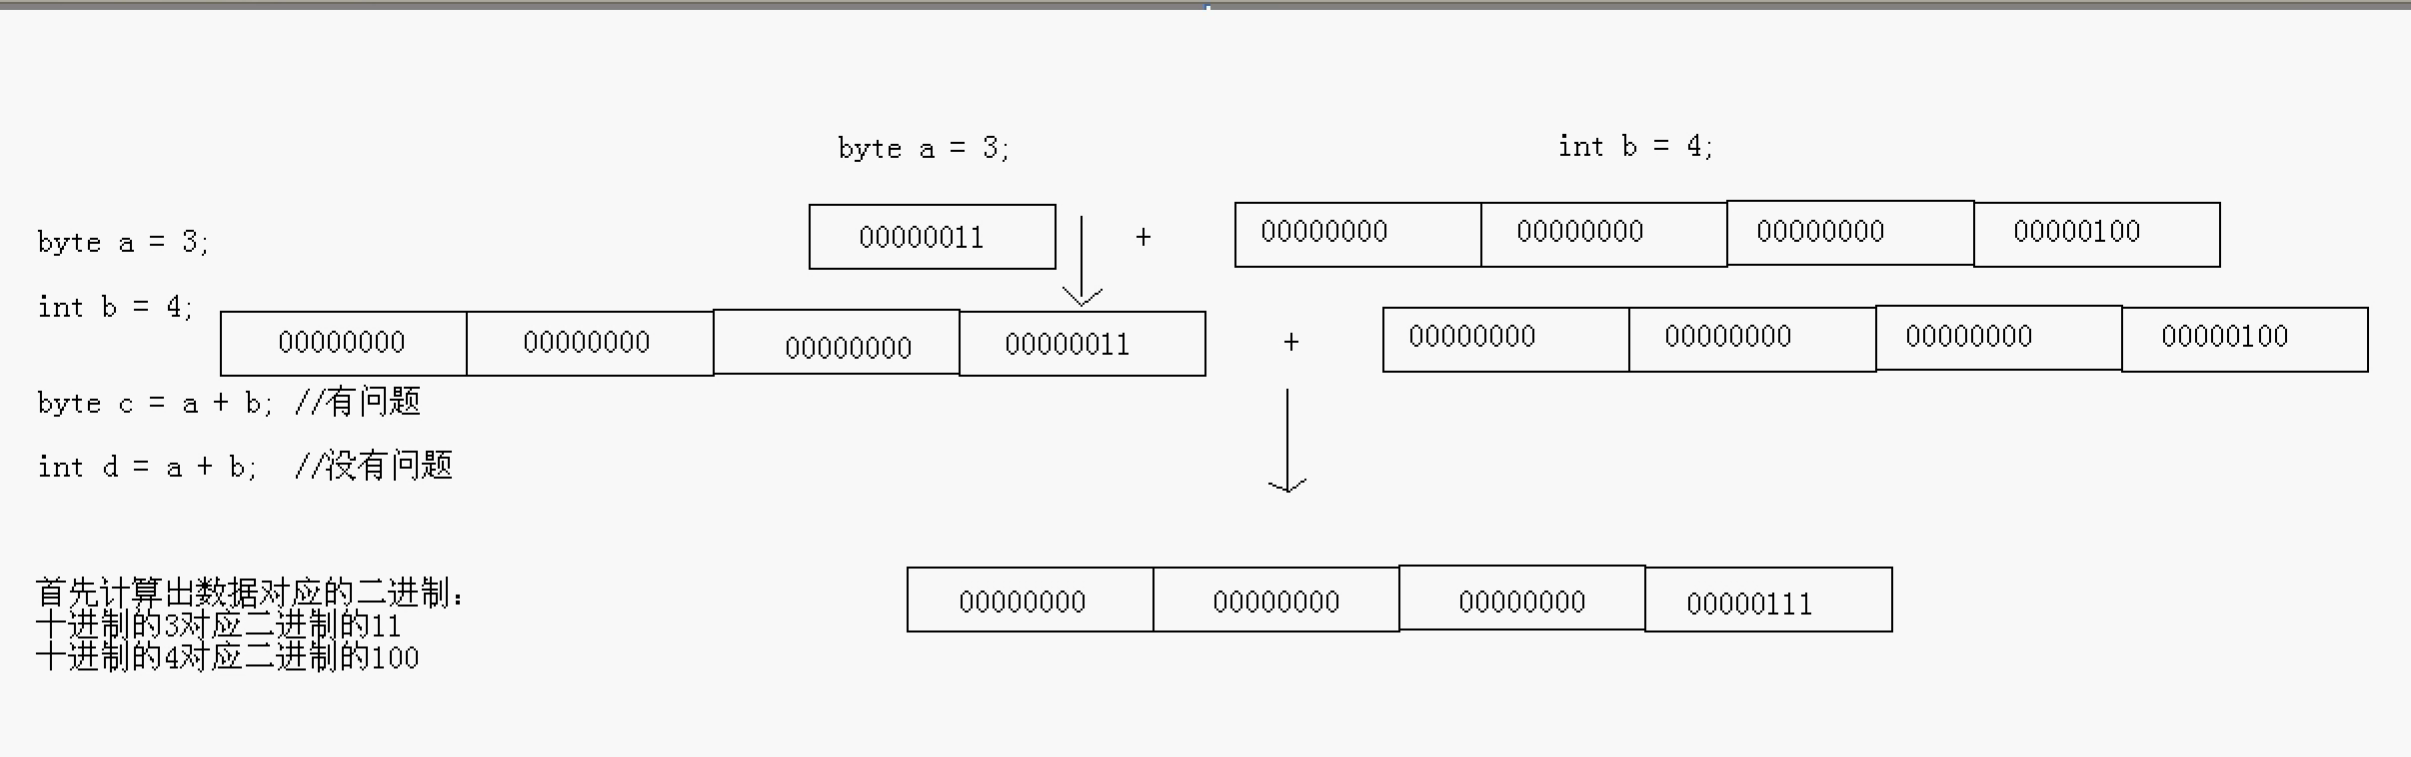 byte a = 3;
int b = 4;
byte a = 3;
00000011
+
00000000 00000000 00000000 00000100
int b = 4;
00000000 00000000 00000000 00000011
+
00000000 00000000 00000000 00000100
byte c = a + b; //有问题
int d = a + b; //没有问题
首先计算出数据对应的二进制:
十进制的3对应二进制的11
十进制的4对应二进制的100
00000000 00000000 00000000 00000111